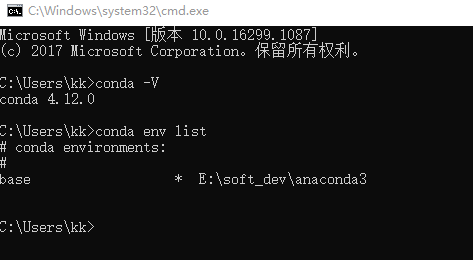 C:\Windows\system32\cmd.exe
Microsoft Windows [版本 10.0.16299.1087]
(c) 2017 Microsoft Corporation。保留所有权利。
C:\Users\kk>conda -V
conda 4.12.0
C:\Users\kk>conda env list
# conda environments:
#
base                  *  E:\soft_dev\anaconda3
C:\Users\kk>